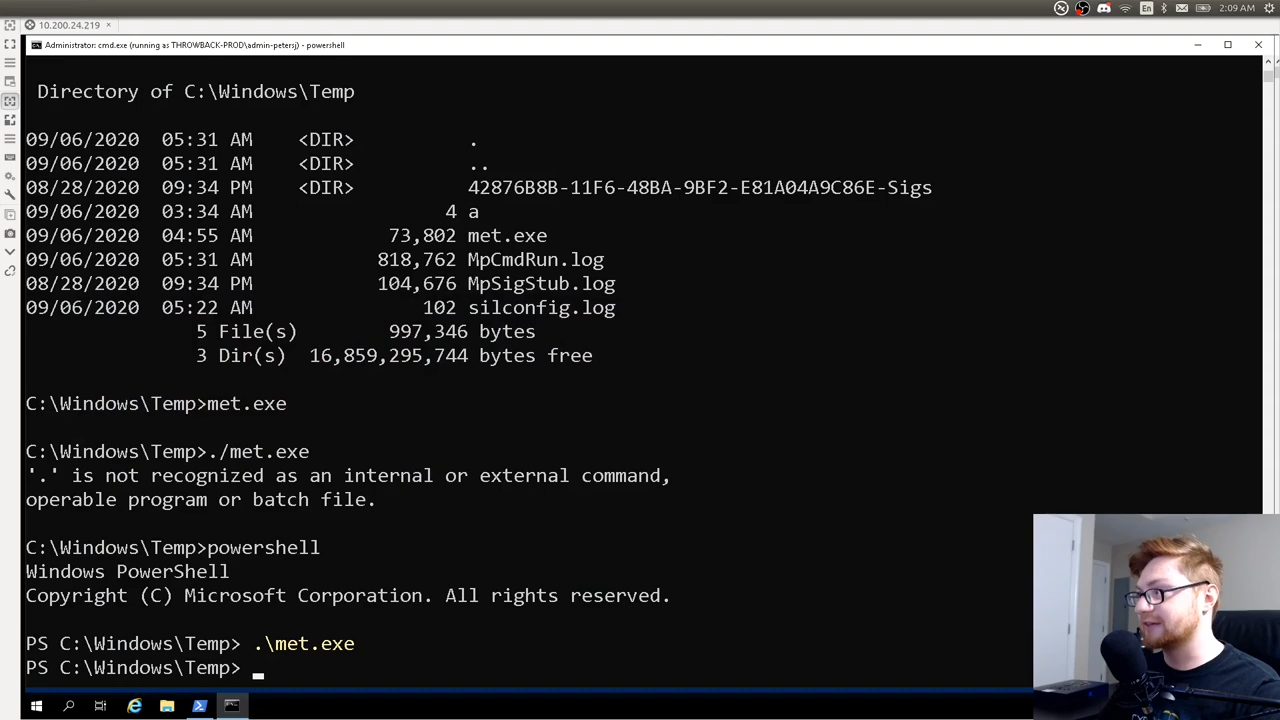 En
2:09 AM
10.200.24.219 ×
Administrator: cmd.exe (running as THROWBACK-PROD\admin-petersj) - powershell
Directory of C:\Windows\Temp
09/06/2020 05:31 AM <DIR> .
09/06/2020 05:31 AM <DIR> ..
08/28/2020 09:34 PM <DIR> 42876B8B-11F6-48BA-9BF2-E81A04A9C86E-Sigs
09/06/2020 03:34 AM 4 a
09/06/2020 04:55 AM 73,802 met.exe
09/06/2020 05:31 AM 818,762 MpCmdRun.log
08/28/2020 09:34 PM 104,676 MpSigStub.log
09/06/2020 05:22 AM 102 silconfig.log
5 File(s) 997,346 bytes
3 Dir(s) 16,859,295,744 bytes free
C:\Windows\Temp>met.exe
C:\Windows\Temp>./met.exe
'.' is not recognized as an internal or external command,
operable program or batch file.
C:\Windows\Temp>powershell
Windows PowerShell
Copyright (C) Microsoft Corporation. All rights reserved.
PS C:\Windows\Temp> .\met.exe
PS C:\Windows\Temp>